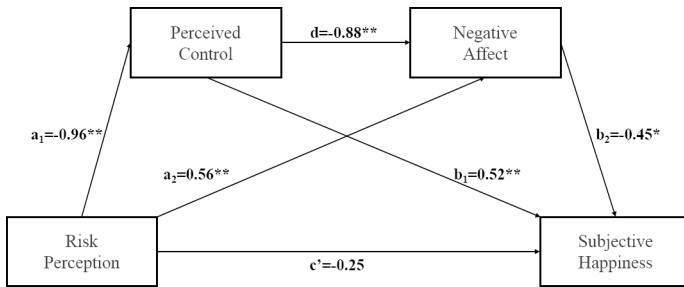 Perceived
Control
d=-0.88**
Negative
Affect
a₁=-0.96**
a₂=0.56**
b₁=0.52**
b₂=-0.45*
Risk
Perception
c’=-0.25
Subjective
Happiness